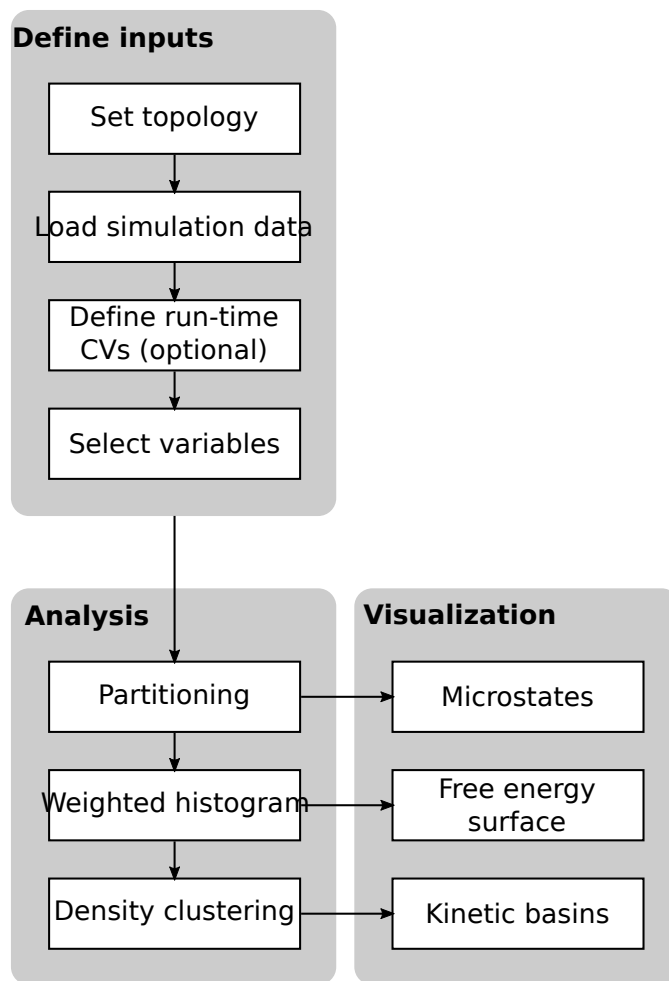 Define inputs
Set topology
Load simulation data
Define run-time
CVs (optional)
Select variables
Analysis
Partitioning
Weighted histogram
Density clustering
Visualization
Microstates
Free energy
surface
Kinetic basins